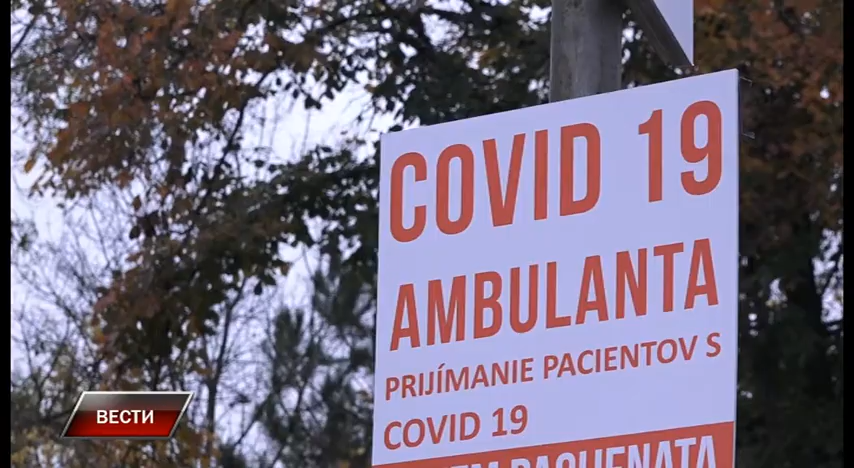 COVID 19
AMBULANTA
PRIJÍMANIE PACIENTOV S
COVID 19
ВЕСТИ